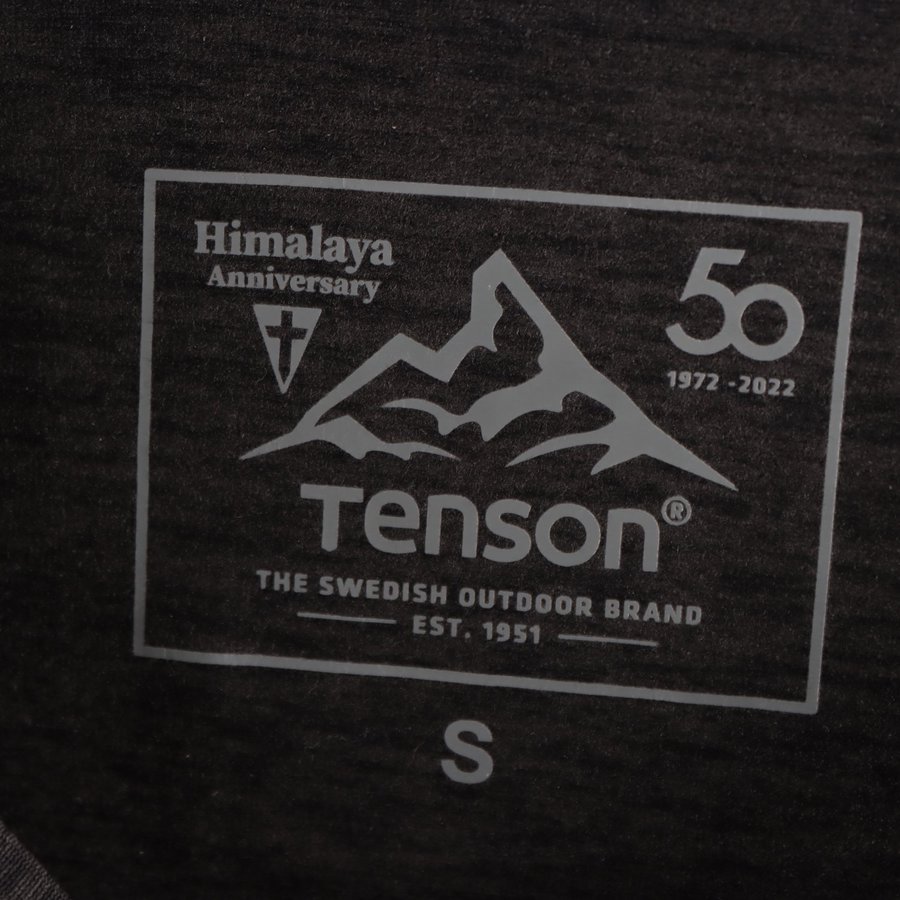 Himalaya
Anniversary
50
1972 - 2022
Tenson®
THE SWEDISH OUTDOOR BRAND
EST. 1951
S